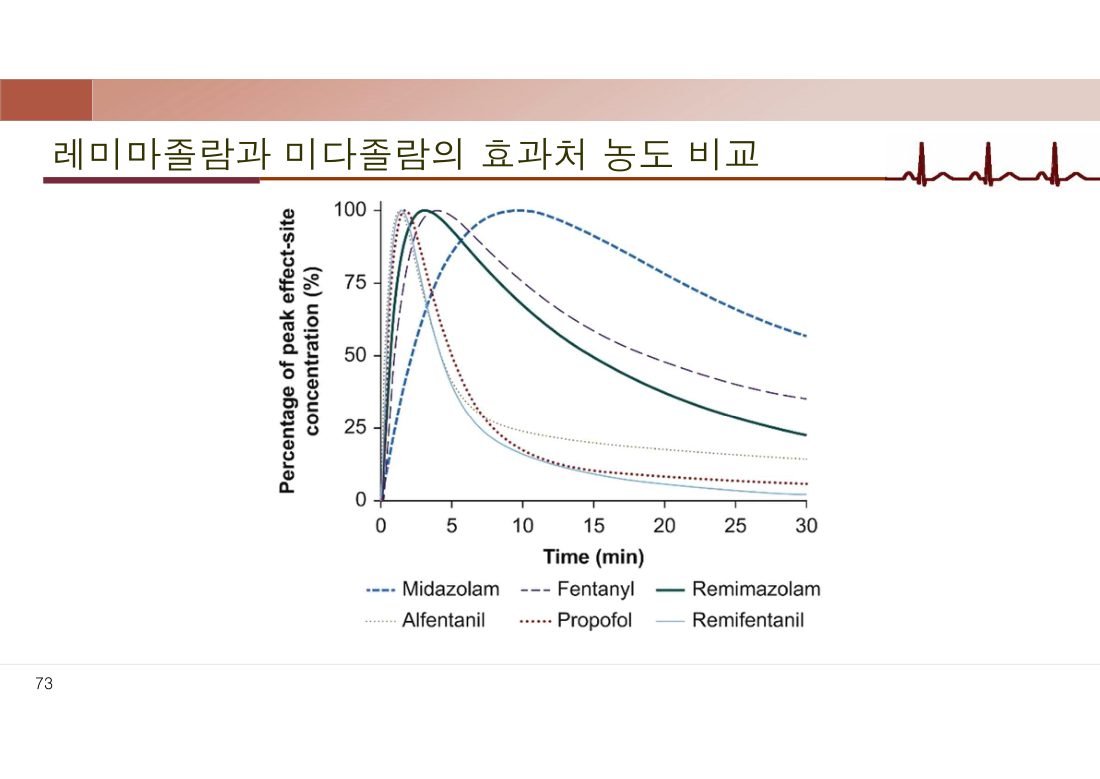 레미마졸람과 미다졸람의 효과처 농도 비교
Percentage of peak effect-site
concentration (%)
100
75
50
25
0
0 5 10 15 20 25 30
Time (min)
Midazolam Fentanyl Remimazolam
Alfentanil Propofol Remifentanil
73